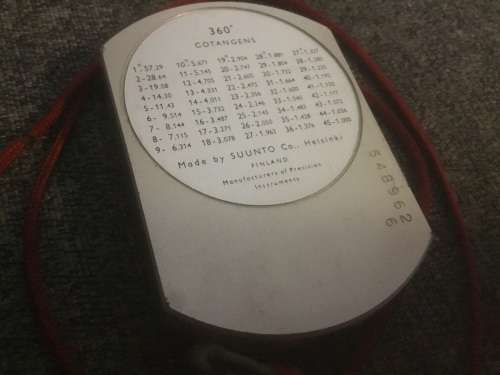 360°
COTANGENS
1°-57,29 10°-5,671 19°-2,904 28°-1,881 37°-1,327
2-28,64 11-5,145 20-2,747 29-1,804 38-1,280
3-19,08 12-4,705 21-2,605 30-1,732 39-1,235
4-14,30 13-4,331 22-2,475 31-1,664 40-1,192
5-11,43 14-4,011 23-2,356 32-1,600 41-1,150
6-9,514 15-3,732 24-2,246 33-1,540 42-1,111
7-8,144 16-3,487 25-2,145 34-1,483 43-1,072
8-7,115 17-3,271 26-2,050 35-1,428 44-1,036
9-6,314 18-3,078 27-1,963 36-1,376 45-1,000
Made by SUUNTO Co., Helsinki
FINLAND
Manufacturers of Precision
Instruments